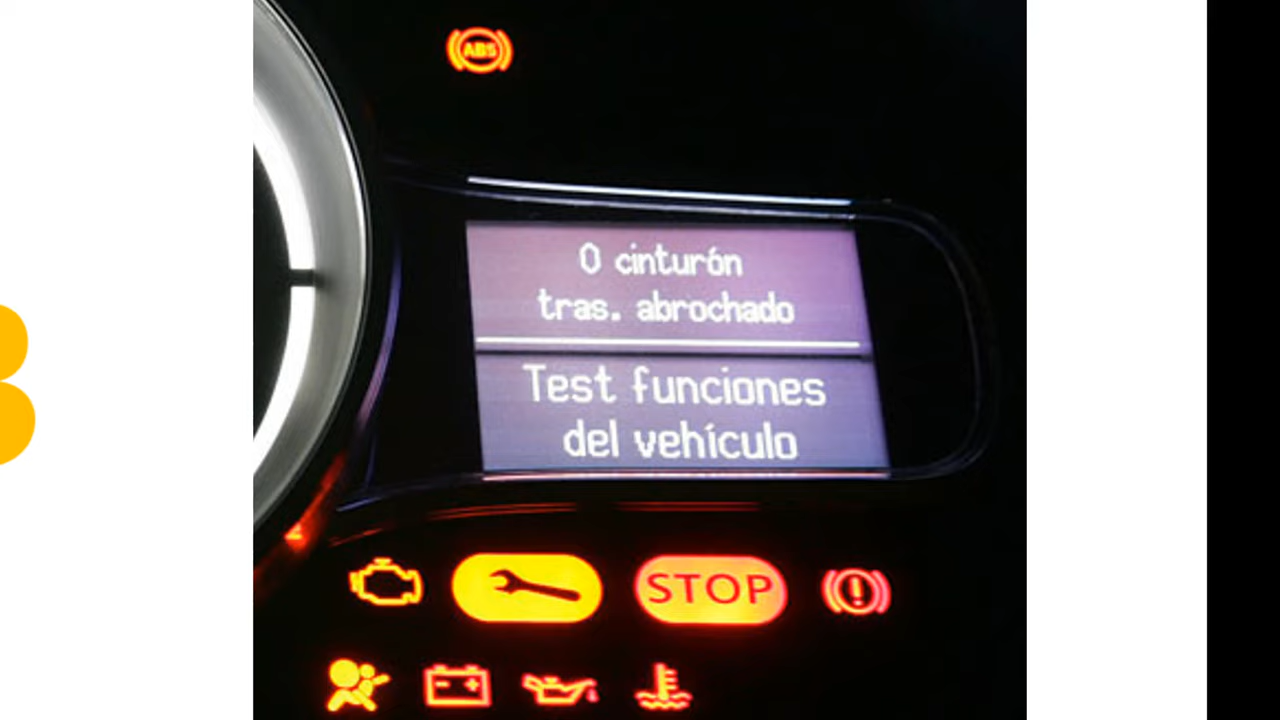 ABS
0 cinturón
tras. abrochado
Test funciones
del vehículo
STOP